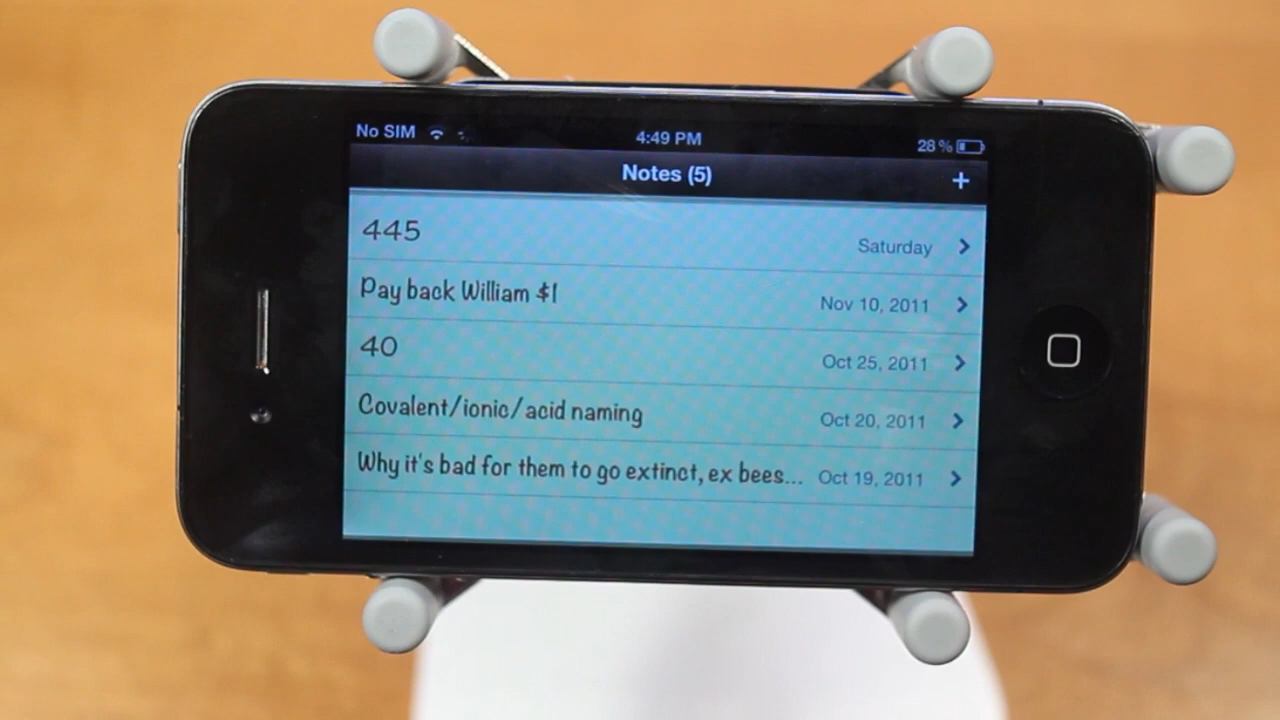 No SIM 4:49 PM 28 %
Notes (5) +
445 Saturday
Pay back William $1 Nov 10, 2011
40 Oct 25, 2011
Covalent/ionic/acid naming Oct 20, 2011
Why it's bad for them to go extinct, ex bees... Oct 19, 2011